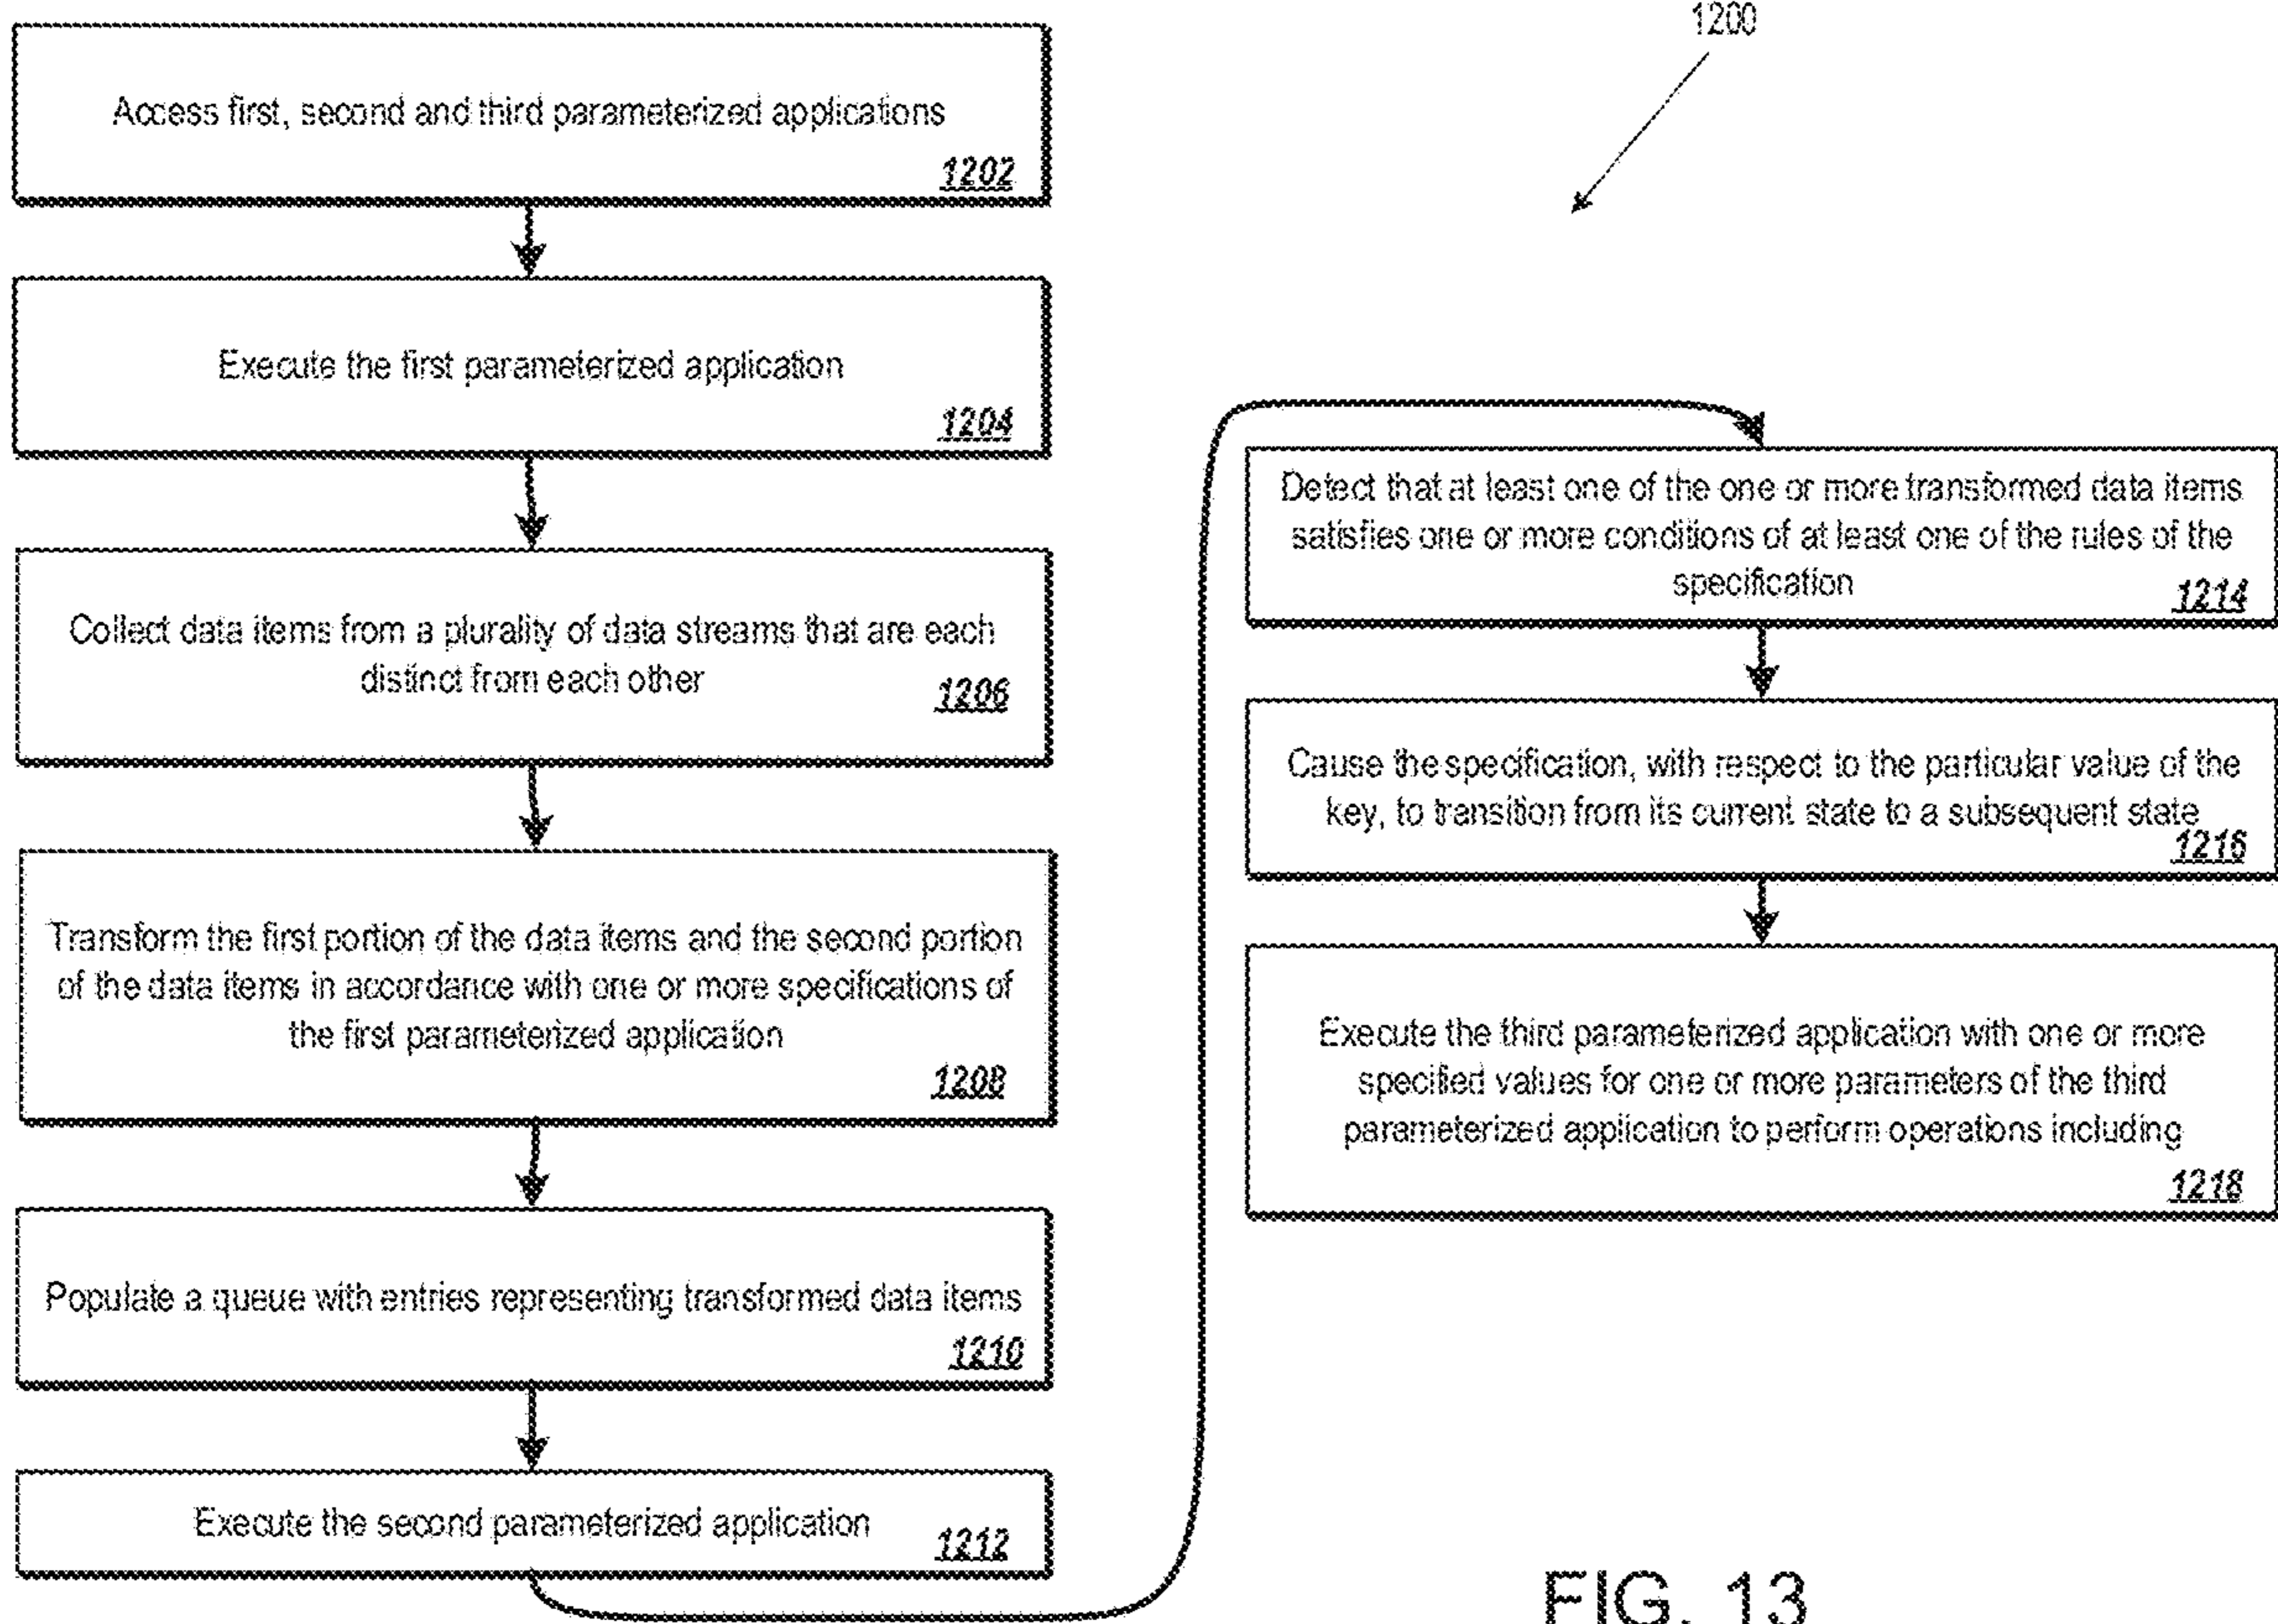 1200
Access first, second and third parameterized applications
1202
Execute the first parameterized application
1204
Collect data items from a plurality of data streams that are each
distinct from each other
1206
Transform the first portion of the data items and the second portion
of the data items in accordance with one or more specifications of
the first parameterized application
1208
Populate a queue with entries representing transformed data items
1210
Execute the second parameterized application
1212
Detect that at least one of the one or more transformed data items
satisfies one or more conditions of at least one of the rules of the
specification
1214
Cause the specification, with respect to the particular value of the
key, to transition from its current state to a subsequent state
1216
Execute the third parameterized application with one or more
specified values for one or more parameters of the third
parameterized application to perform operations including
1218
FIG. 13